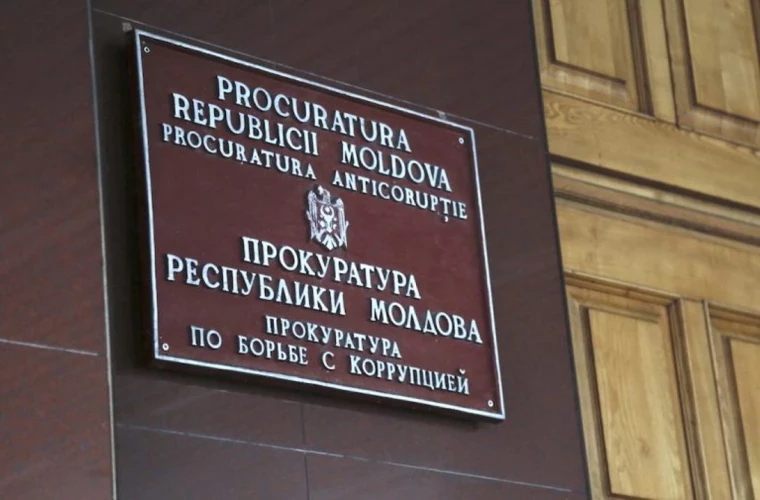 PROCURATURA
REPUBLICII MOLDOVA
PROCURATURA ANTICORUPȚIE
ПРОКУРАТУРА
РЕСПУБЛИКИ МОЛДОВА
ПРОКУРАТУРА
ПО БОРЬБЕ С КОРРУПЦИЕЙ